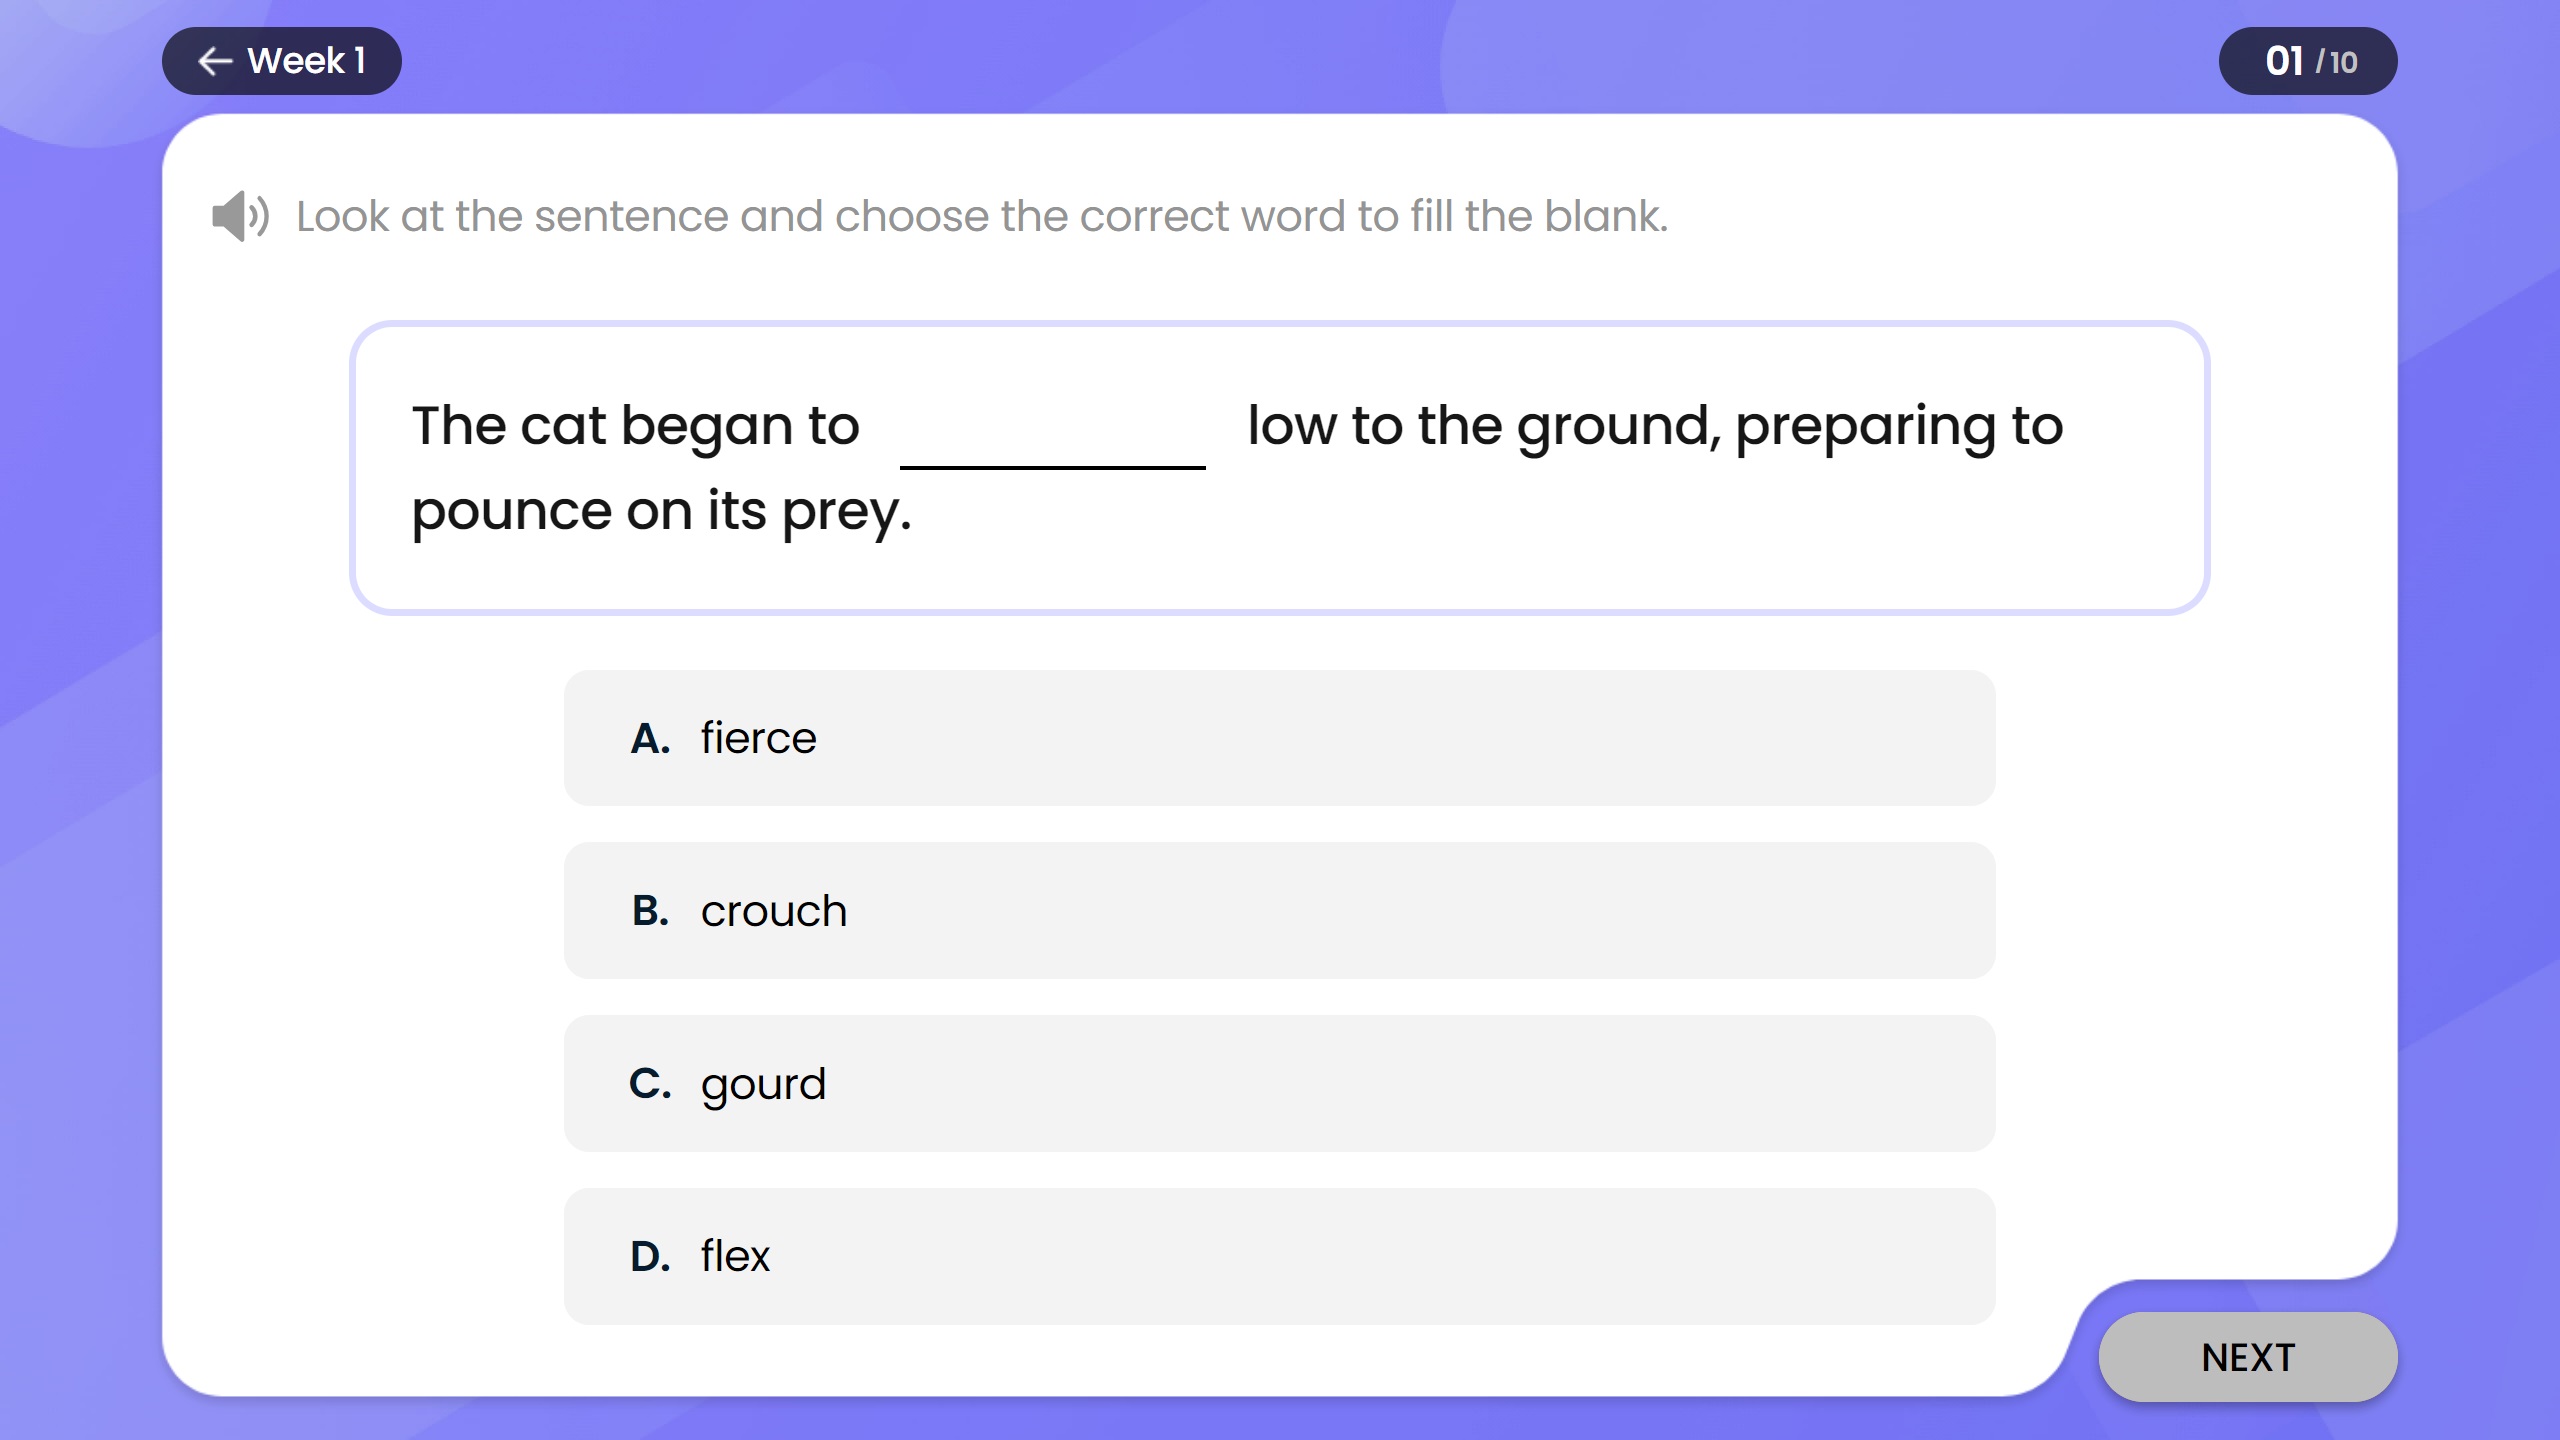 Week 1
01 / 10
Look at the sentence and choose the correct word to fill the blank.
The cat began to ____ low to the ground, preparing to
pounce on its prey.
A. fierce
B. crouch
C. gourd
D. flex
NEXT